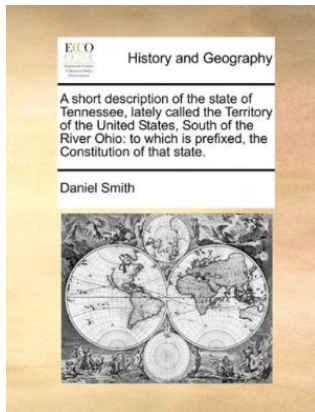 ECCO
History and Geography
A short description of the state of
Tennessee, lately called the Territory
of the United States, South of the
River Ohio: to which is prefixed, the
Constitution of that state.
Daniel Smith